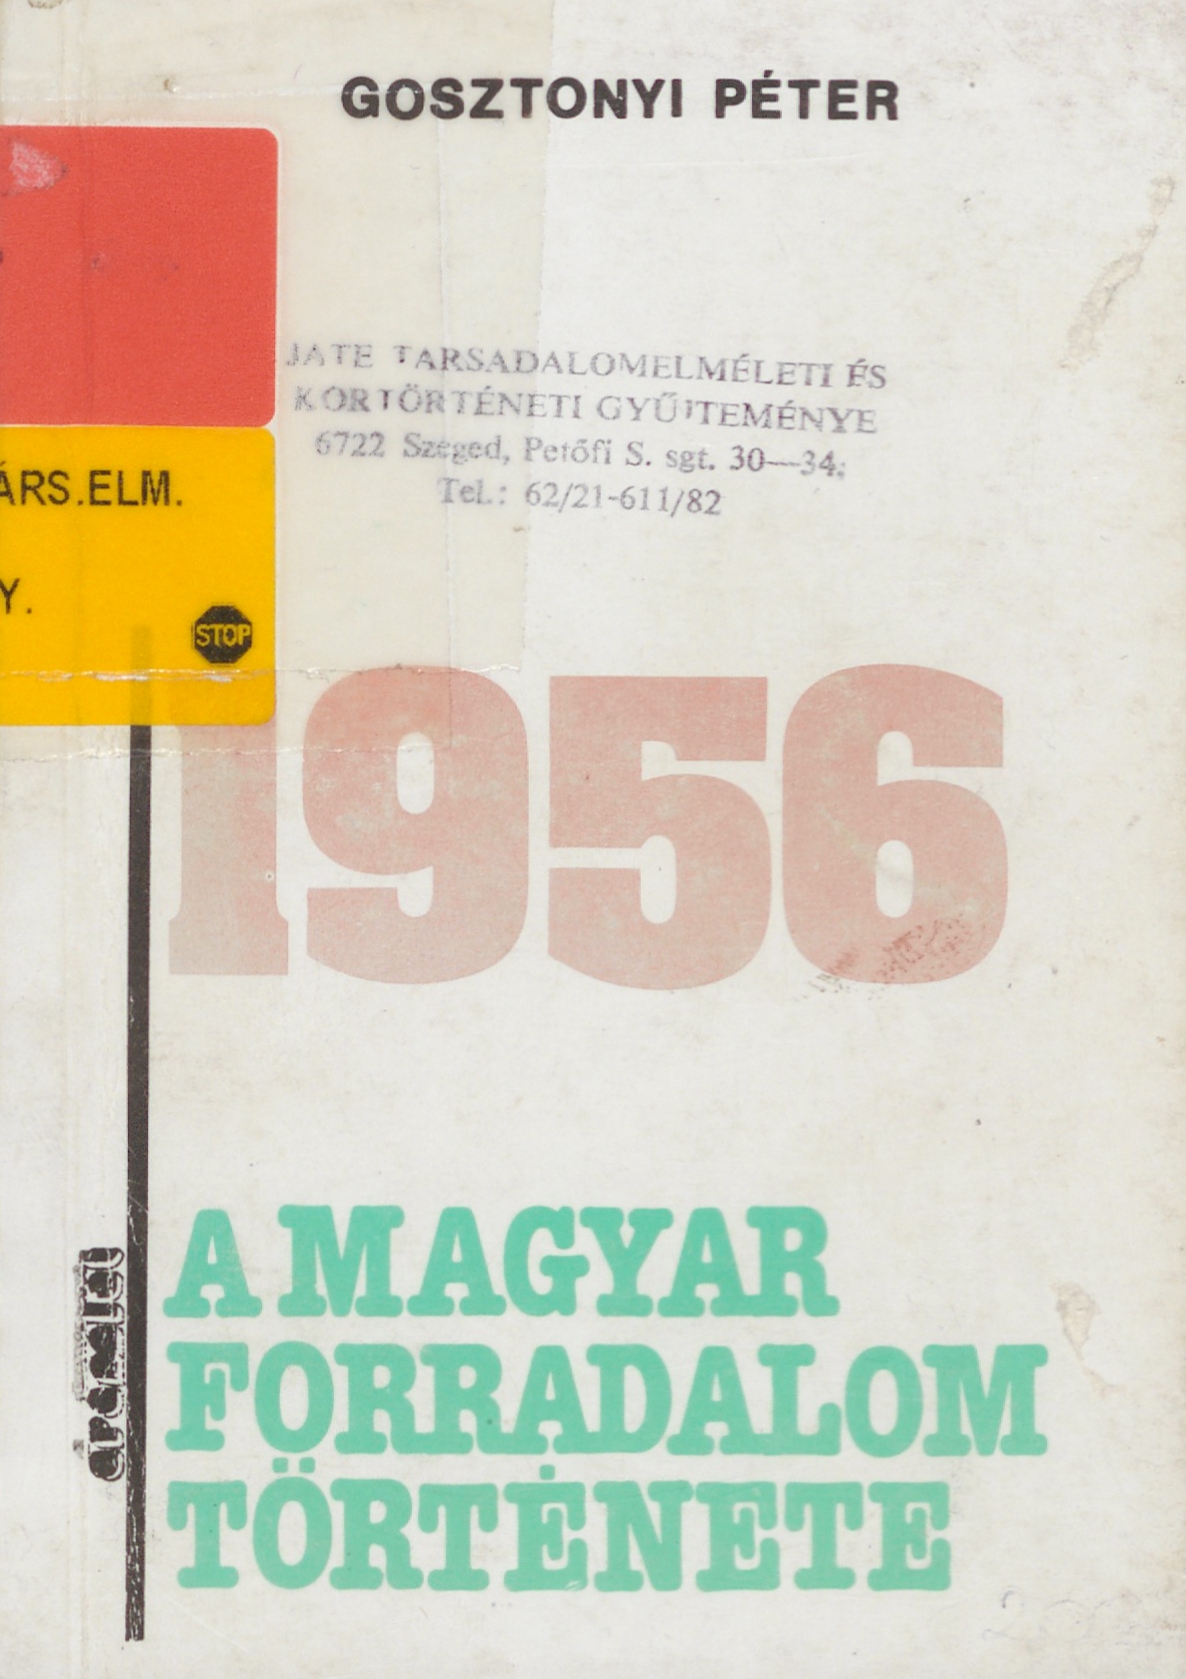 GOSZTONYI PÉTER
JATE TARSADALOMELMÉLETI ÉS
KORTÖRTÉNETI GYŰJTEMÉNYE
6722 Szeged, Petőfi S. sgt. 30—34.
Tel.: 62/21-611/82
ÁRS.ELM.
Y.
STOP
1956
A MAGYAR
FORRADALOM
TÖRTÉNETE